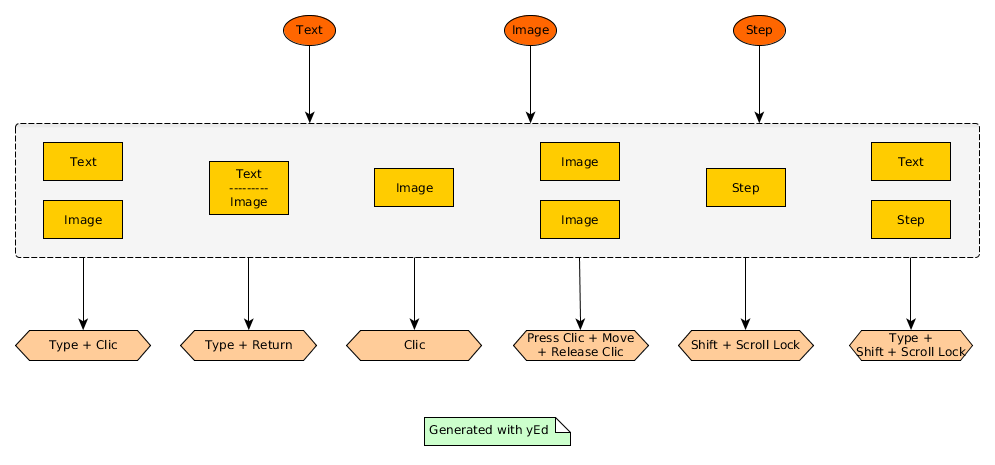 Text
Image
Step
Text
Image
Text
---------
Image
Image
Image
Image
Step
Text
Step
Type + Clic
Type + Return
Clic
Press Clic + Move
+ Release Clic
Shift + Scroll Lock
Type +
Shift + Scroll Lock
Generated with yEd